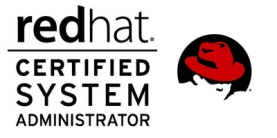 redhat.
CERTIFIED
SYSTEM
ADMINISTRATOR